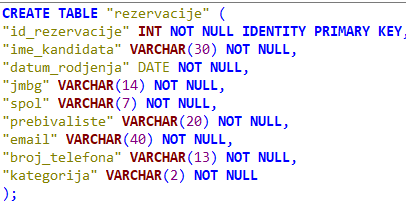 CREATE TABLE "rezervacije" (
"id_rezervacije" INT NOT NULL IDENTITY PRIMARY KEY,
"ime_kandidata" VARCHAR(30) NOT NULL,
"datum_rodjenja" DATE NOT NULL,
"jmbg" VARCHAR(14) NOT NULL,
"spol" VARCHAR(7) NOT NULL,
"prebivaliste" VARCHAR(20) NOT NULL,
"email" VARCHAR(40) NOT NULL,
"broj_telefona" VARCHAR(13) NOT NULL,
"kategorija" VARCHAR(2) NOT NULL
);